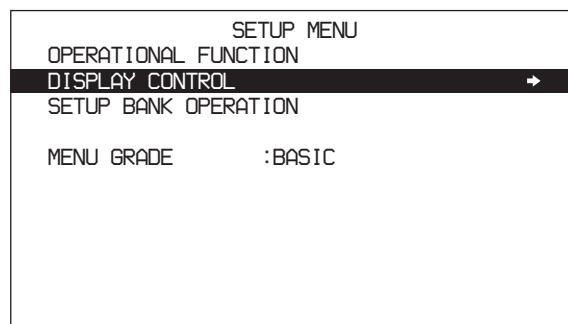 SETUP MENU
OPERATIONAL FUNCTION
DISPLAY CONTROL
SETUP BANK OPERATION
MENU GRADE :BASIC